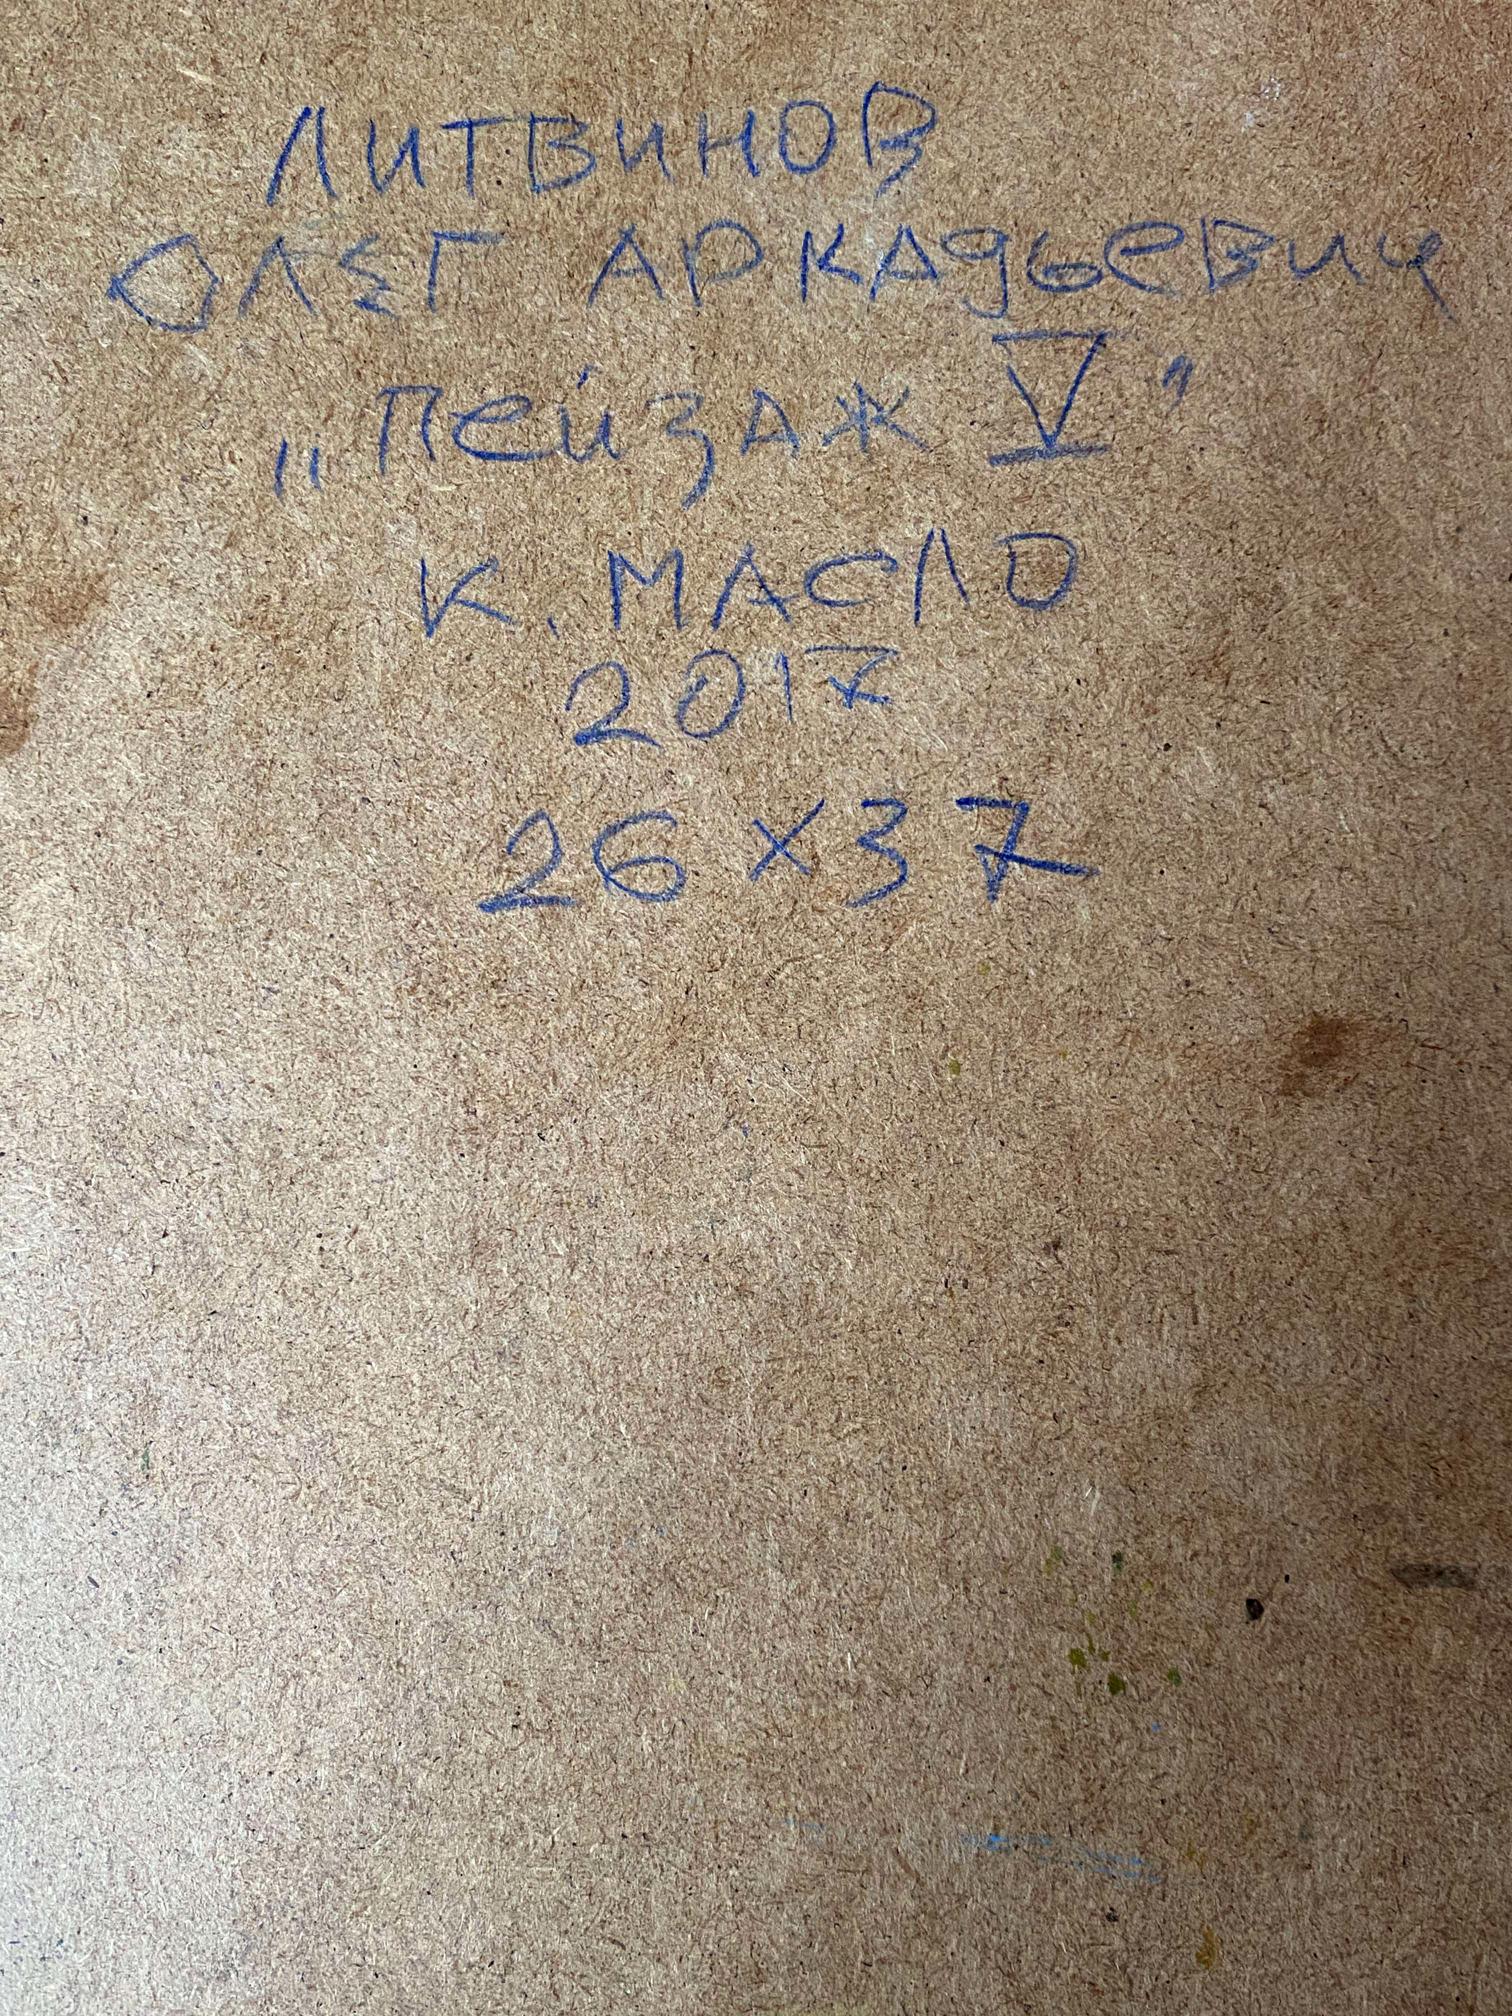 Литвинов
Олег Аркадьевич
„Пейзаж V"
к. масло
2017
26 x 37